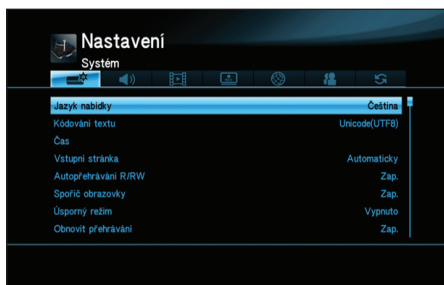 Nastavení
Systém
Jazyk nabídky Čeština
Kódování textu Unicode(UTF8)
Čas
Vstupní stránka Automaticky
Autopřehrávání R/RW Zap.
Spořič obrazovky Zap.
Úsporný režim Vypnuto
Obnovit přehrávání Zap.